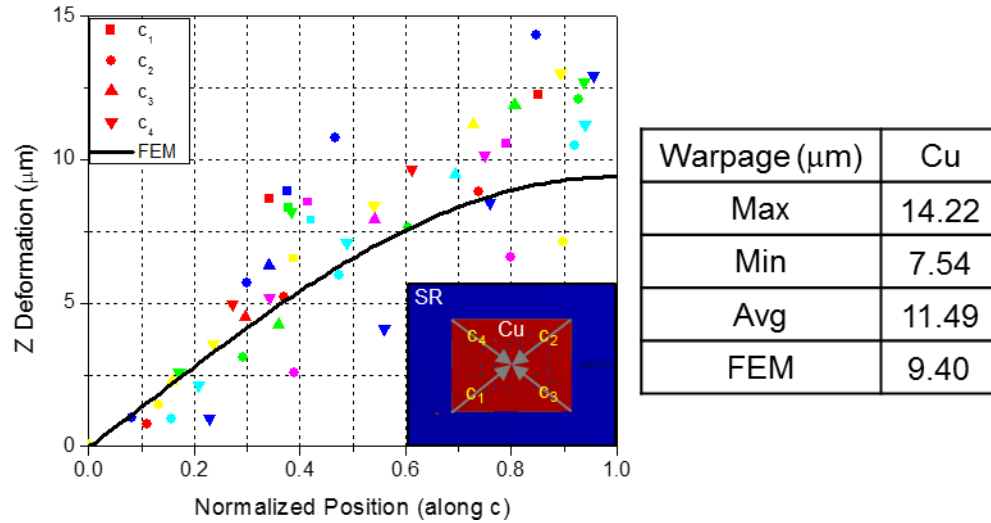 15
10
5
0
Z Deformation (μm)
c₁
c₂
c₃
c₄
FEM
SR
Cu
c₄
c₂
c₁
c₃
0.0
0.2
0.4
0.6
0.8
1.0
Normalized Position (along c)
Warpage (μm) Cu
Max 14.22
Min 7.54
Avg 11.49
FEM 9.40